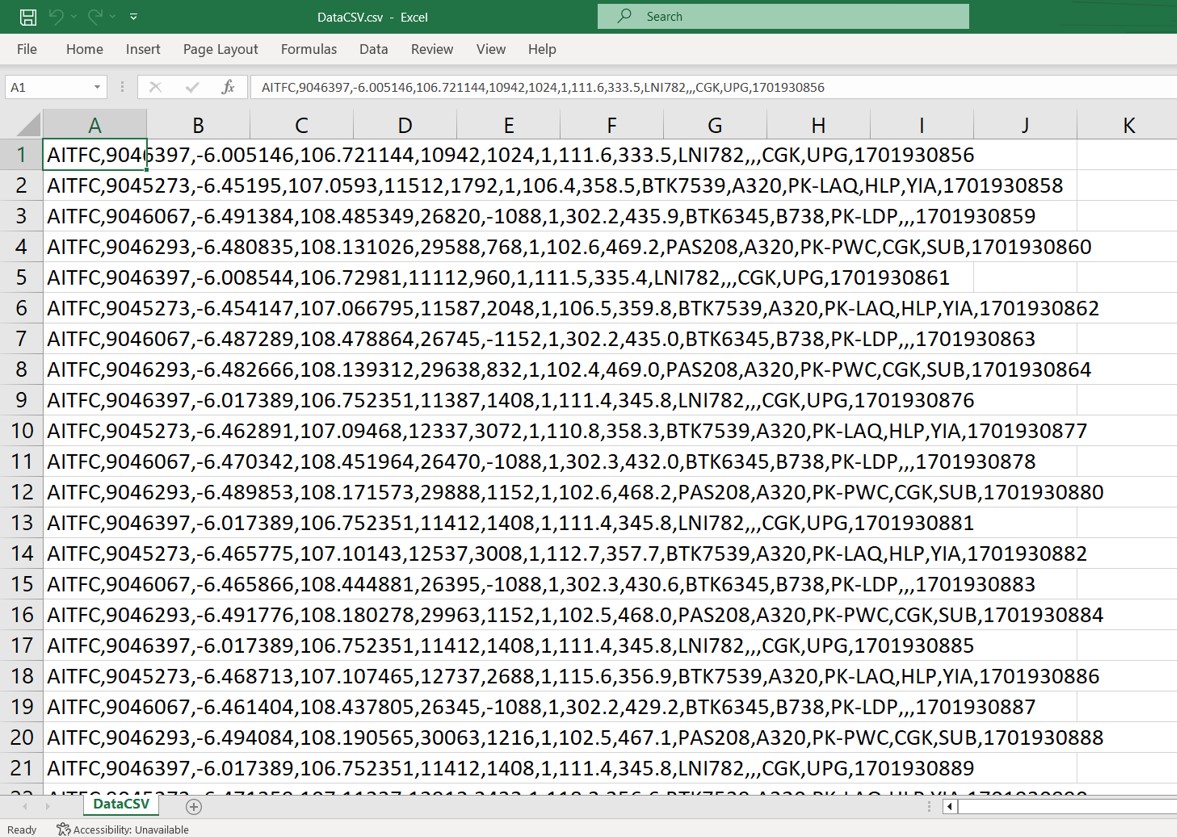 DataCSV.csv - Excel
Search
File Home Insert Page Layout Formulas Data Review View Help
A1 fx AITFC,9046397,-6.005146,106.721144,10942,1024,1,111.6,333.5,LNI782,,,CGK,UPG,1701930856
A B C D E F G H I J K
1 AITFC,9046397,-6.005146,106.721144,10942,1024,1,111.6,333.5,LNI782,,,CGK,UPG,1701930856
2 AITFC,9045273,-6.45195,107.0593,11512,1792,1,106.4,358.5,BTK7539,A320,PK-LAQ,HLP,YIA,1701930858
3 AITFC,9046067,-6.491384,108.485349,26820,-1088,1,302.2,435.9,BTK6345,B738,PK-LDP,,,1701930859
4 AITFC,9046293,-6.480835,108.131026,29588,768,1,102.6,469.2,PAS208,A320,PK-PWC,CGK,SUB,1701930860
5 AITFC,9046397,-6.008544,106.72981,11112,960,1,111.5,335.4,LNI782,,,CGK,UPG,1701930861
6 AITFC,9045273,-6.454147,107.066795,11587,2048,1,106.5,359.8,BTK7539,A320,PK-LAQ,HLP,YIA,1701930862
7 AITFC,9046067,-6.487289,108.478864,26745,-1152,1,302.2,435.0,BTK6345,B738,PK-LDP,,,1701930863
8 AITFC,9046293,-6.482666,108.139312,29638,832,1,102.4,469.0,PAS208,A320,PK-PWC,CGK,SUB,1701930864
9 AITFC,9046397,-6.017389,106.752351,11387,1408,1,111.4,345.8,LNI782,,,CGK,UPG,1701930876
10 AITFC,9045273,-6.462891,107.09468,12337,3072,1,110.8,358.3,BTK7539,A320,PK-LAQ,HLP,YIA,1701930877
11 AITFC,9046067,-6.470342,108.451964,26470,-1088,1,302.3,432.0,BTK6345,B738,PK-LDP,,,1701930878
12 AITFC,9046293,-6.489853,108.171573,29888,1152,1,102.6,468.2,PAS208,A320,PK-PWC,CGK,SUB,1701930880
13 AITFC,9046397,-6.017389,106.752351,11412,1408,1,111.4,345.8,LNI782,,,CGK,UPG,1701930881
14 AITFC,9045273,-6.465775,107.10143,12537,3008,1,112.7,357.7,BTK7539,A320,PK-LAQ,HLP,YIA,1701930882
15 AITFC,9046067,-6.465866,108.444881,26395,-1088,1,302.3,430.6,BTK6345,B738,PK-LDP,,,1701930883
16 AITFC,9046293,-6.491776,108.180278,29963,1152,1,102.5,468.0,PAS208,A320,PK-PWC,CGK,SUB,1701930884
17 AITFC,9046397,-6.017389,106.752351,11412,1408,1,111.4,345.8,LNI782,,,CGK,UPG,1701930885
18 AITFC,9045273,-6.468713,107.107465,12737,2688,1,115.6,356.9,BTK7539,A320,PK-LAQ,HLP,YIA,1701930886
19 AITFC,9046067,-6.461404,108.437805,26345,-1088,1,302.2,429.2,BTK6345,B738,PK-LDP,,,1701930887
20 AITFC,9046293,-6.494084,108.190565,30063,1216,1,102.5,467.1,PAS208,A320,PK-PWC,CGK,SUB,1701930888
21 AITFC,9046397,-6.017389,106.752351,11412,1408,1,111.4,345.8,LNI782,,,CGK,UPG,1701930889
DataCSV
Ready Accessibility: Unavailable